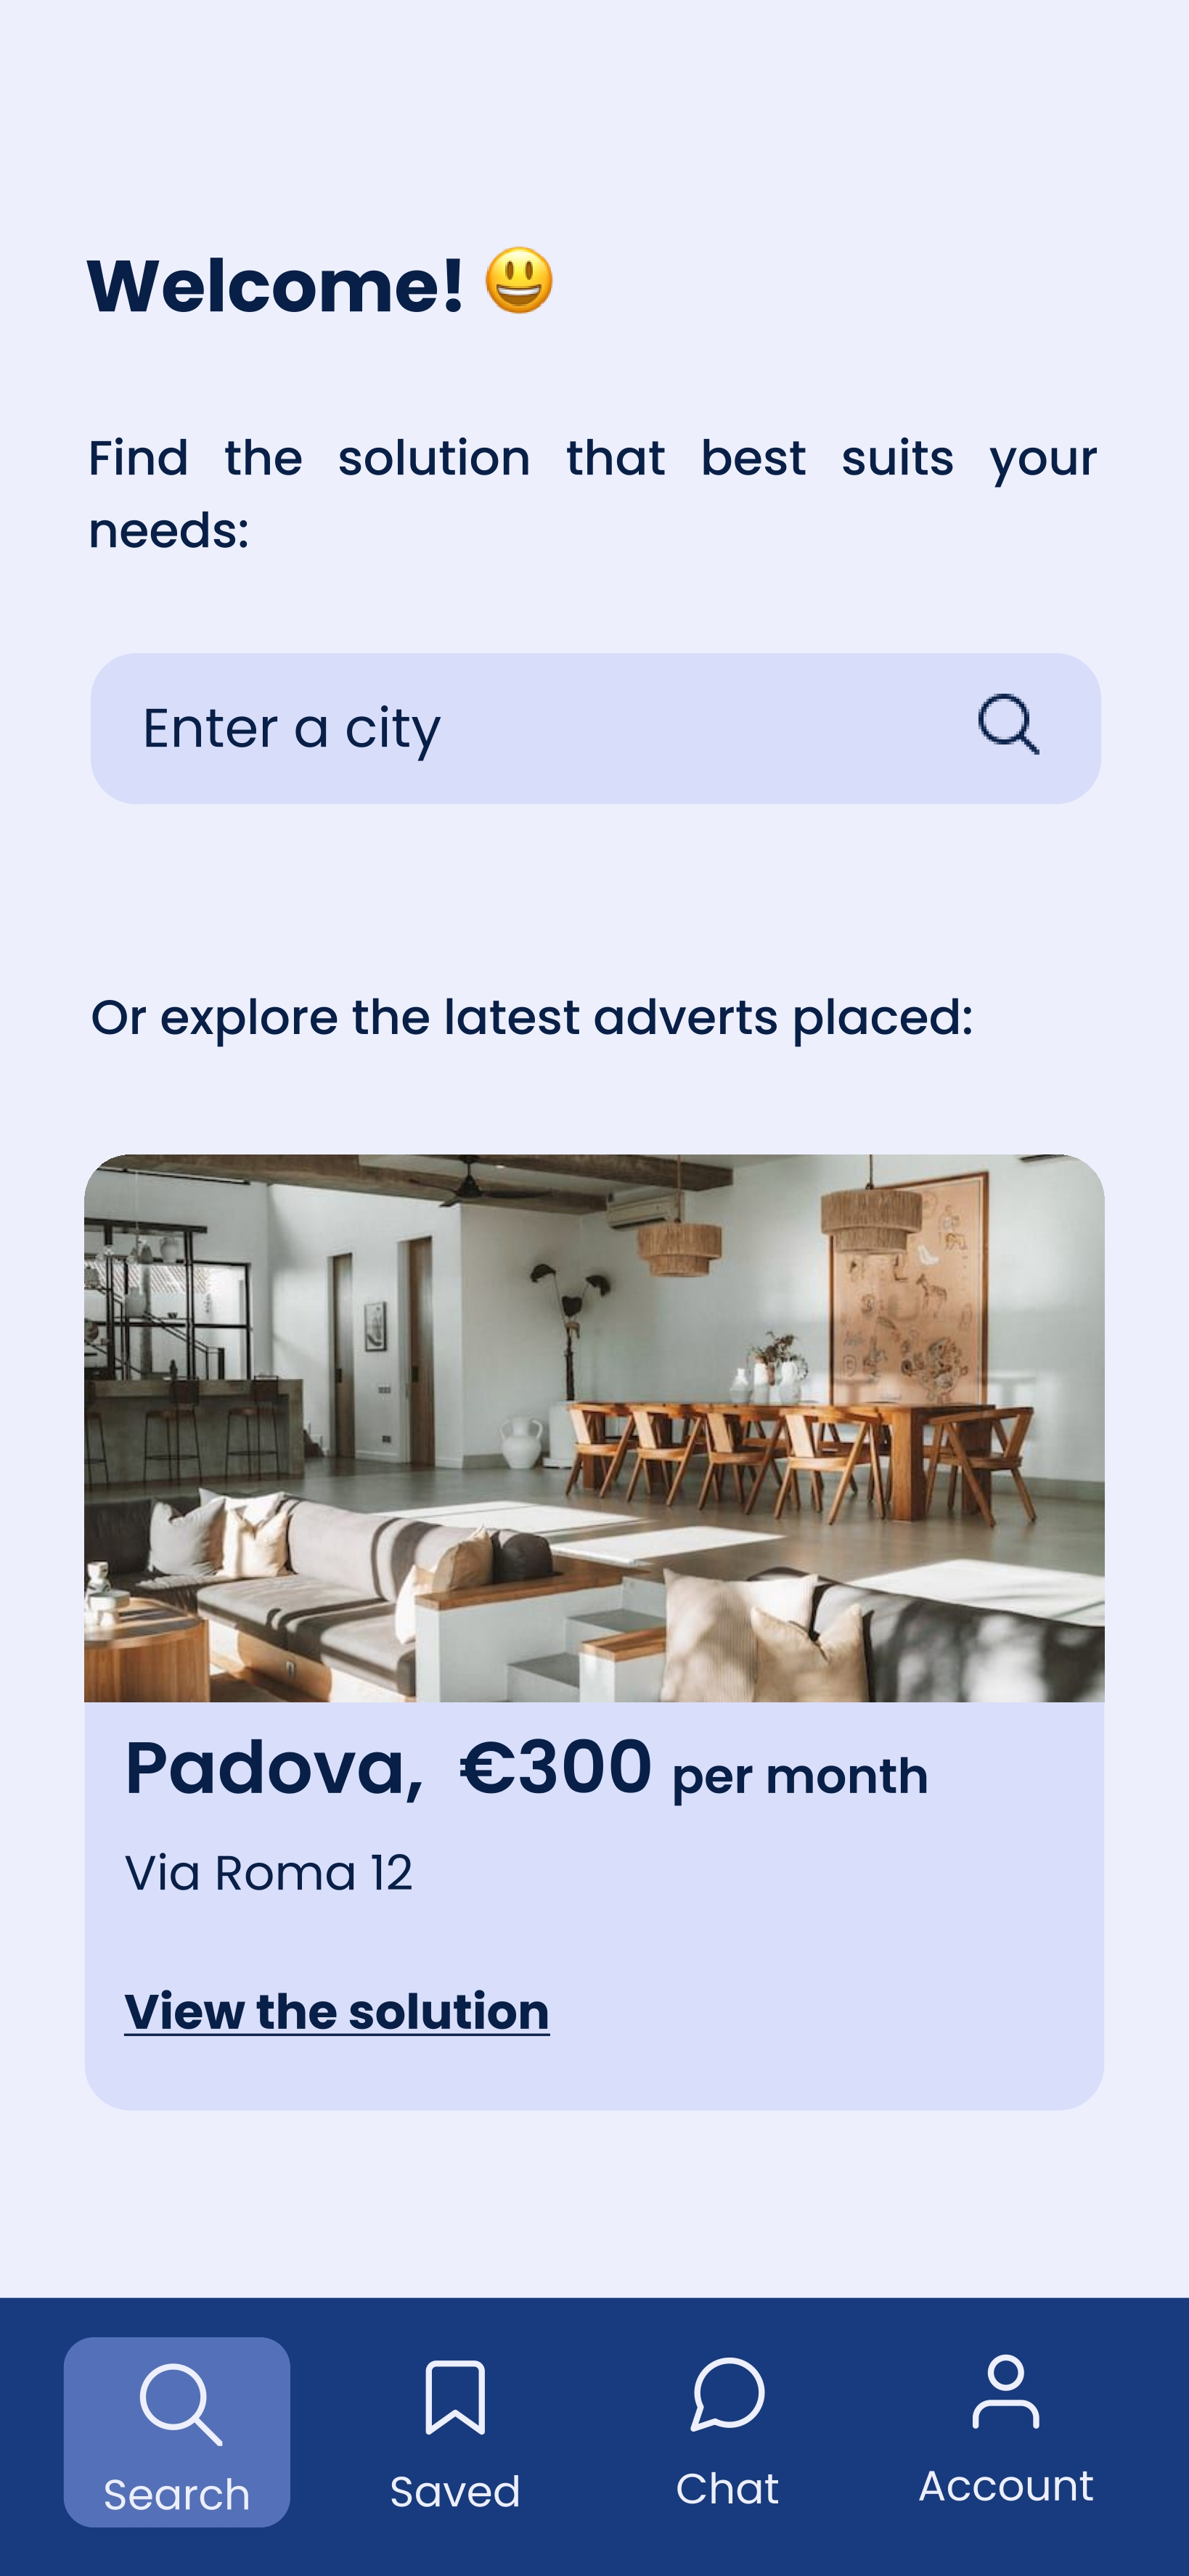 Welcome! 😃
Find the solution that best suits your
needs:
Enter a city
Or explore the latest adverts placed:
Padova, €300 per month
Via Roma 12
View the solution
Search Saved Chat Account